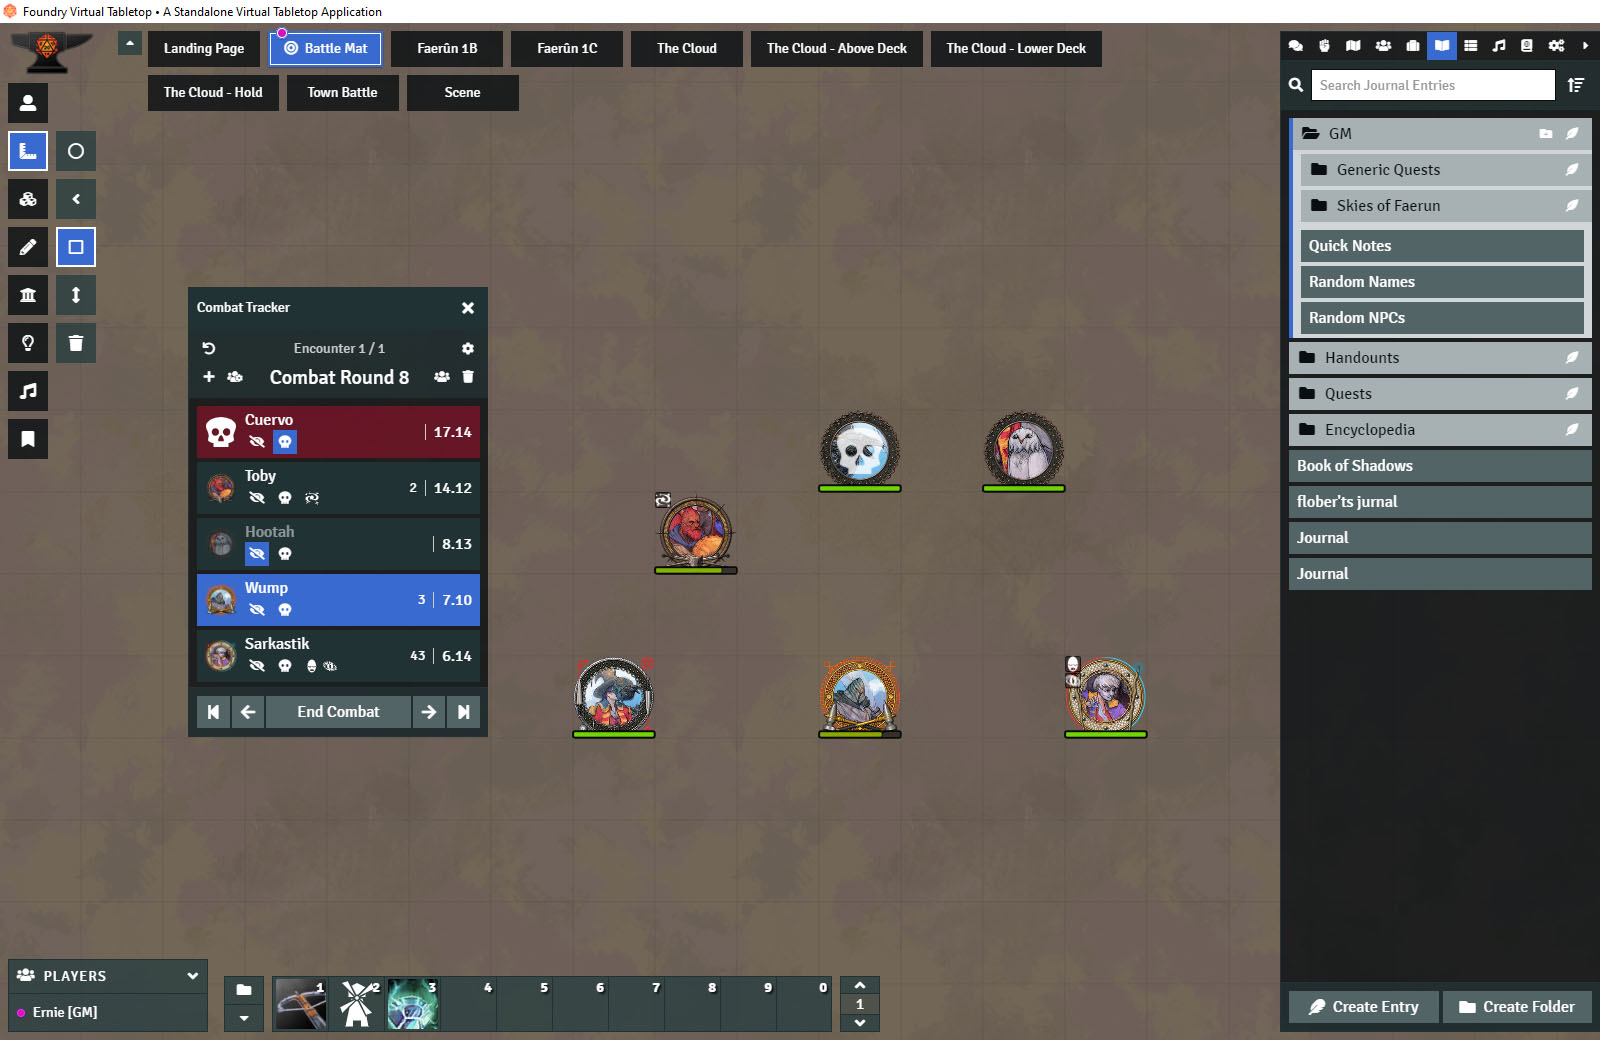 Foundry Virtual Tabletop • A Standalone Virtual Tabletop Application
Landing Page
Battle Mat
Faerûn 1B
Faerûn 1C
The Cloud
The Cloud - Above Deck
The Cloud - Lower Deck
The Cloud - Hold
Town Battle
Scene
Combat Tracker
Encounter 1 / 1
Combat Round 8
Cuervo
17.14
Toby
2 14.12
Hootah
8.13
Wump
3 7.10
Sarkastik
43 6.14
End Combat
Search Journal Entries
GM
Generic Quests
Skies of Faerun
Quick Notes
Random Names
Random NPCs
Handounts
Quests
Encyclopedia
Book of Shadows
flober'ts jurnal
Journal
Journal
Create Entry
Create Folder
PLAYERS
Ernie [GM]
1 2 3 4 5 6 7 8 9 0
1